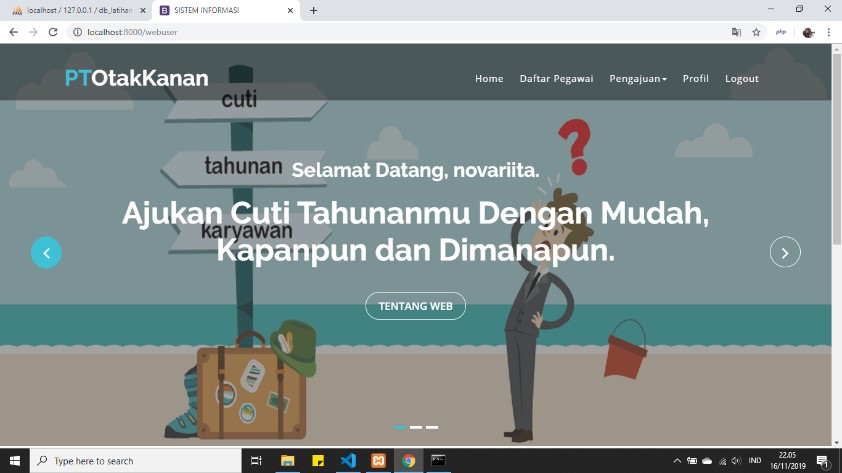 localhost / 127.0.0.1 / db_latihan
SISTEM INFORMASI
localhost:8000/webuser
php
PTOtakKanan
Home Daftar Pegawai Pengajuan Profil Logout
cuti
tahunan
karyawan
?
Selamat Datang, novariita.
Ajukan Cuti Tahunanmu Dengan Mudah,
Kapanpun dan Dimanapun.
TENTANG WEB
Type here to search
IND
22.05
16/11/2019
1